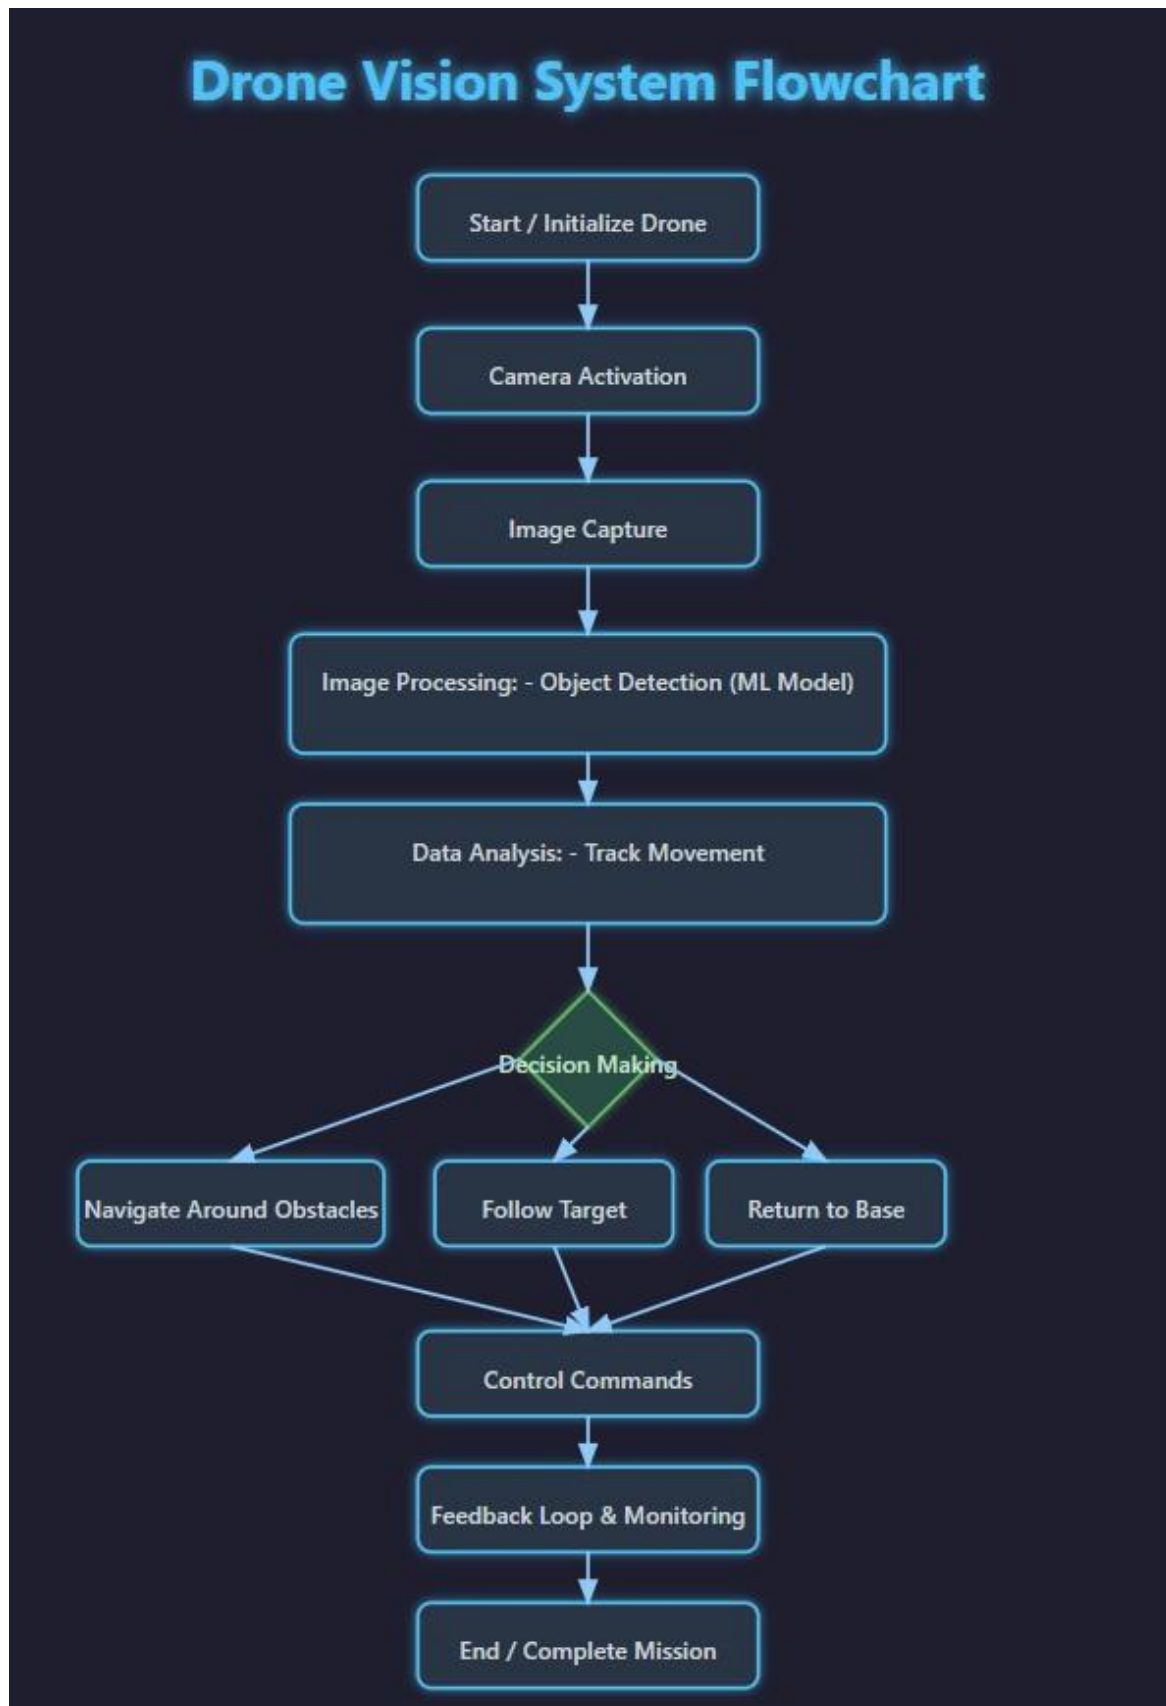 Drone Vision System Flowchart
Start / Initialize Drone
Camera Activation
Image Capture
Image Processing: - Object Detection (ML Model)
Data Analysis: - Track Movement
Decision Making
Navigate Around Obstacles
Follow Target
Return to Base
Control Commands
Feedback Loop & Monitoring
End / Complete Mission